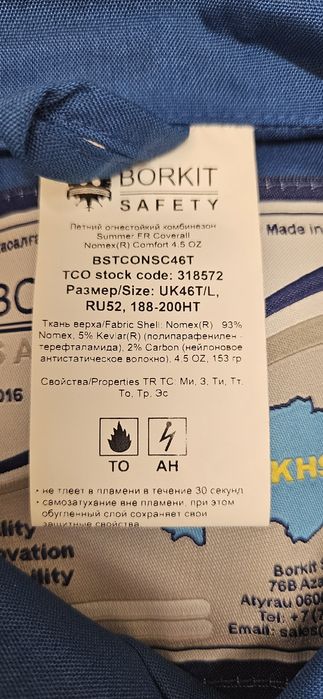 BORKIT
SAFETY
Летний огнестойкий комбинезон
Summer FR Coverall
Nomex(R) Comfort 4.5 OZ
BSTCONSC46T
TCO stock code: 318572
Размер/Size: UK46T/L,
RU52, 188-200HT
Ткань верха/Fabric Shell: Nomex(R) 93%
Nomex, 5% Kevlar(R) (полипарафенилен -
терефталамида), 2% Carbon (нейлоновое
антистатическое волокно), 4.5 OZ, 153 гр
Свойства/Properties TR TC: Ми, З, Ти, Тт,
То, Тр, Эс
ТО АН
· не тлеет в пламени в течение 30 секунд
· самозатухание вне пламени, при этом
обугленный слой сохраняет свои
защитные свойства
Made in
016
KHS
Borkit
76B Aza
Atyrau 0600
Tel: +7 (7
Email: sales